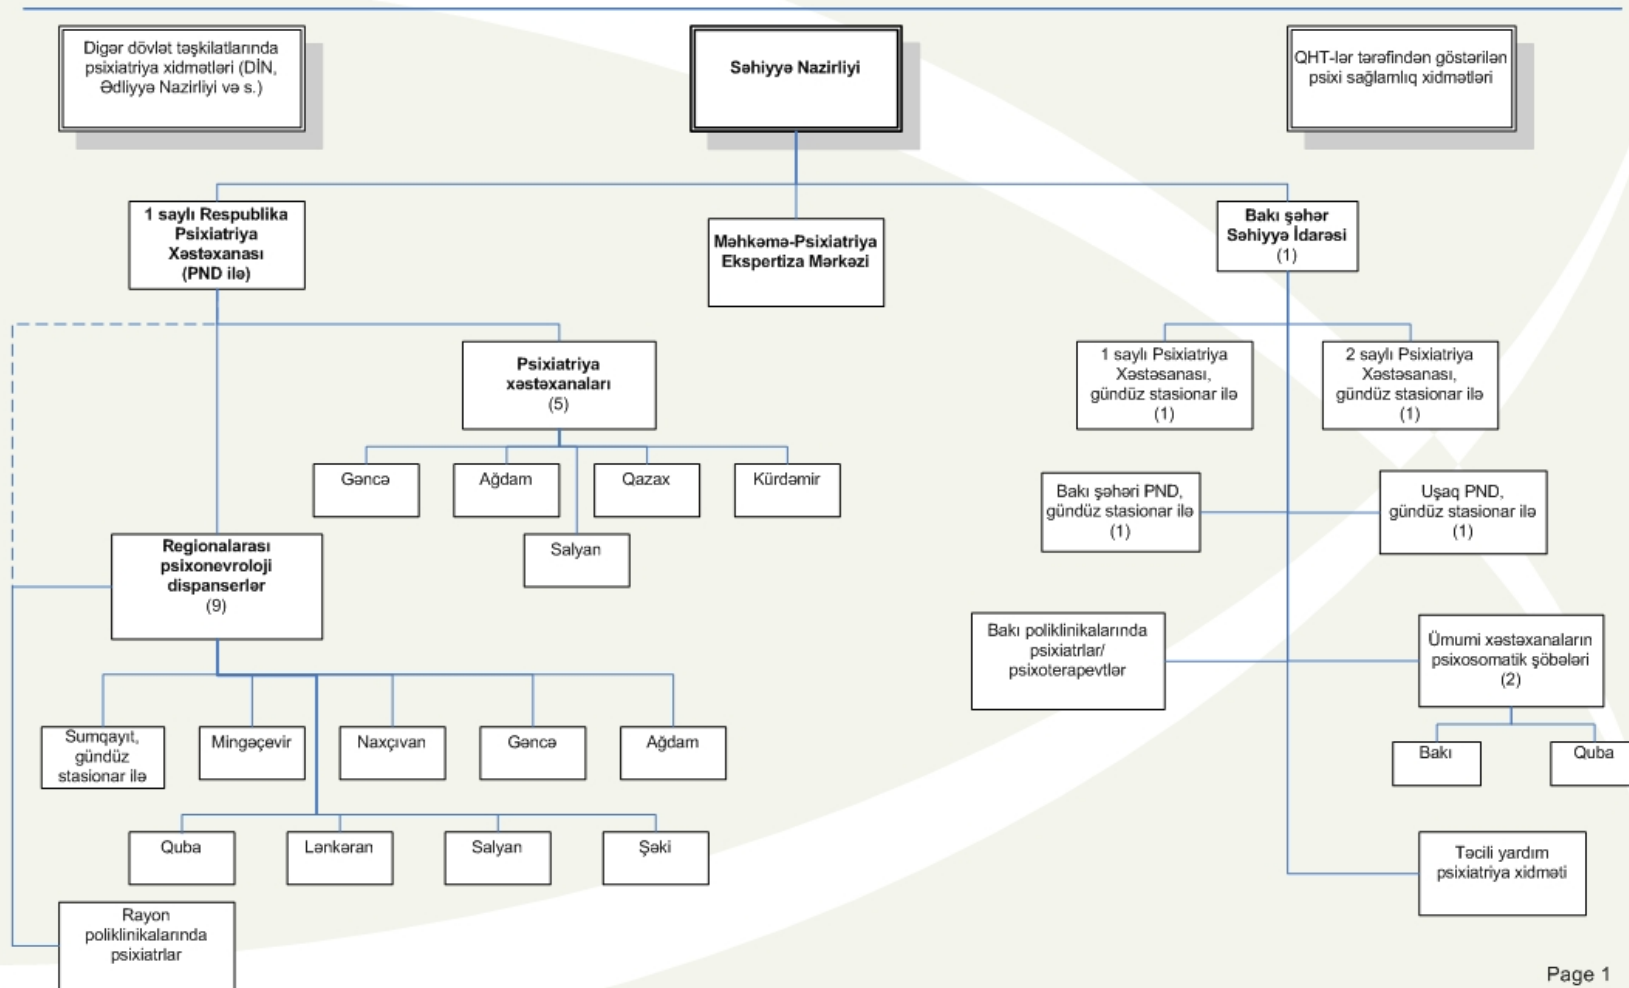 Digər dövlət təşkilatlarında
psixiatriya xidmətləri (DİN,
Ədliyyə Nazirliyi və s.)
Səhiyyə Nazirliyi
QHT-lər tərəfindən göstərilən
psixi sağlamlıq xidmətləri
1 saylı Respublika
Psixiatriya
Xəstəxanası
(PND ilə)
Məhkəmə-Psixiatriya
Ekspertiza Mərkəzi
Bakı şəhər
Səhiyyə İdarəsi
(1)
Psixiatriya
xəstəxanaları
(5)
1 saylı Psixiatriya
Xəstəsanası,
gündüz stasionar ilə
(1)
2 saylı Psixiatriya
Xəstəsanası,
gündüz stasionar ilə
(1)
Gəncə
Ağdam
Qazax
Kürdəmir
Salyan
Bakı şəhəri PND,
gündüz stasionar ilə
(1)
Uşaq PND,
gündüz stasionar ilə
(1)
Regionalarası
psixonevroloji
dispanserlər
(9)
Bakı poliklinikalarında
psixiatrlar/
psixoterapevtlər
Ümumi xəstəxanaların
psixosomatik şöbələri
(2)
Sumqayıt,
gündüz
stasionar ilə
Mingəçevir
Naxçıvan
Gəncə
Ağdam
Bakı
Quba
Quba
Lənkəran
Salyan
Şəki
Təcili yardım
psixiatriya xidməti
Rayon
poliklinikalarında
psixiatrlar
Page 1